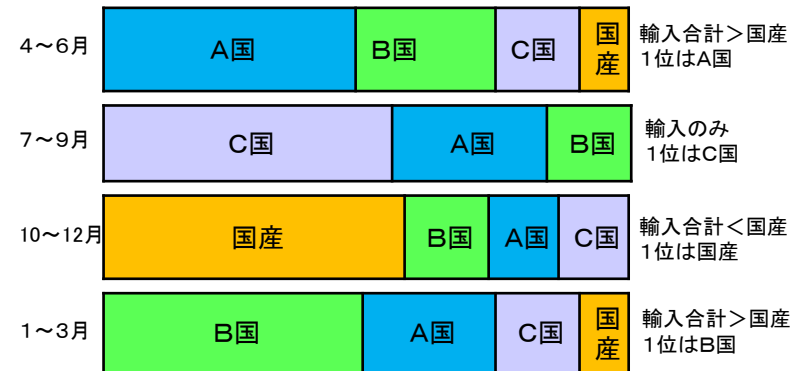 4~6月
A国
B国
C国
国
産
輸入合計>国産
1位はA国
7~9月
C国
A国
B国
輸入のみ
1位はC国
10~12月
国産
B国
A国
C国
輸入合計<国産
1位は国産
1~3月
B国
A国
C国
国
産
輸入合計>国産
1位はB国